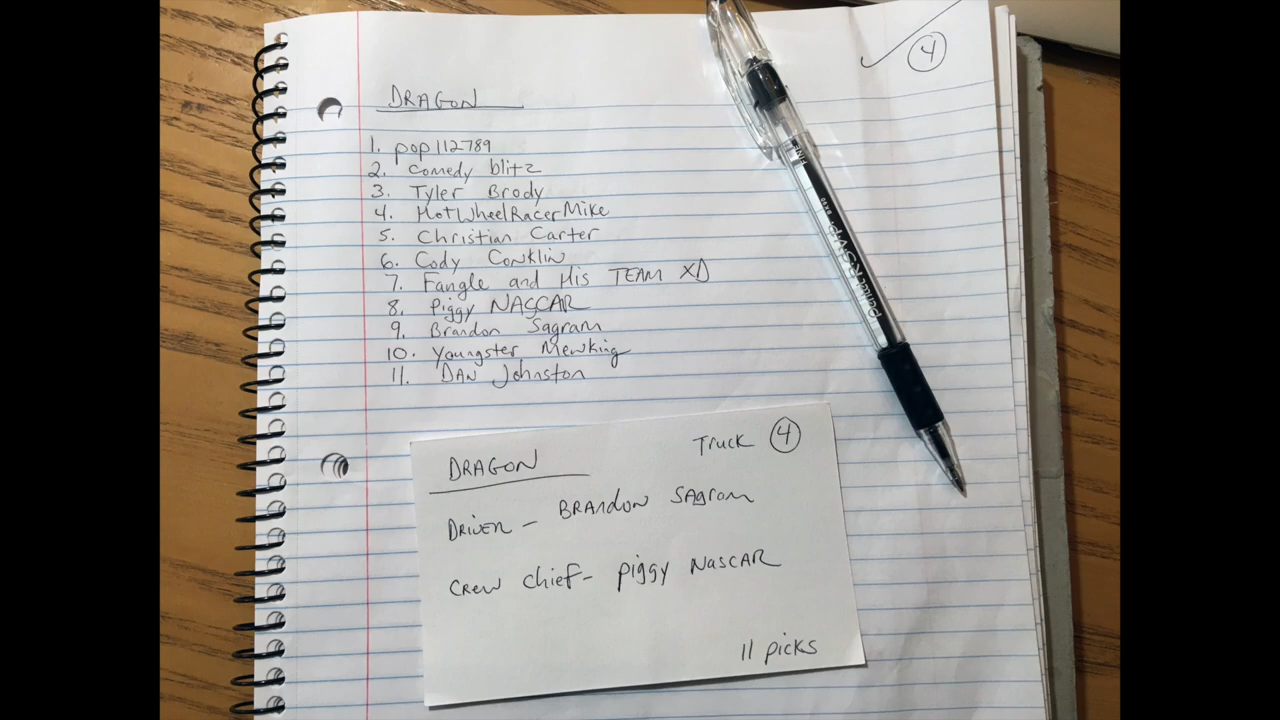 4
DRAGON
1. pop112789
2. Comedy blitz
3. Tyler Brody
4. HotWheelRacerMike
5. Christian Carter
6. Cody Conklin
7. Fangle and His TEAM XD
8. Piggy NASCAR
9. Brandon Sagram
10. Youngster Mewking
11. DAN Johnston
DRAGON
Truck 4
DRIVER - BRANDON SAgram
CREW Chief - Piggy NASCAR
11 picks
FINE
Pentel R.S.V.P.